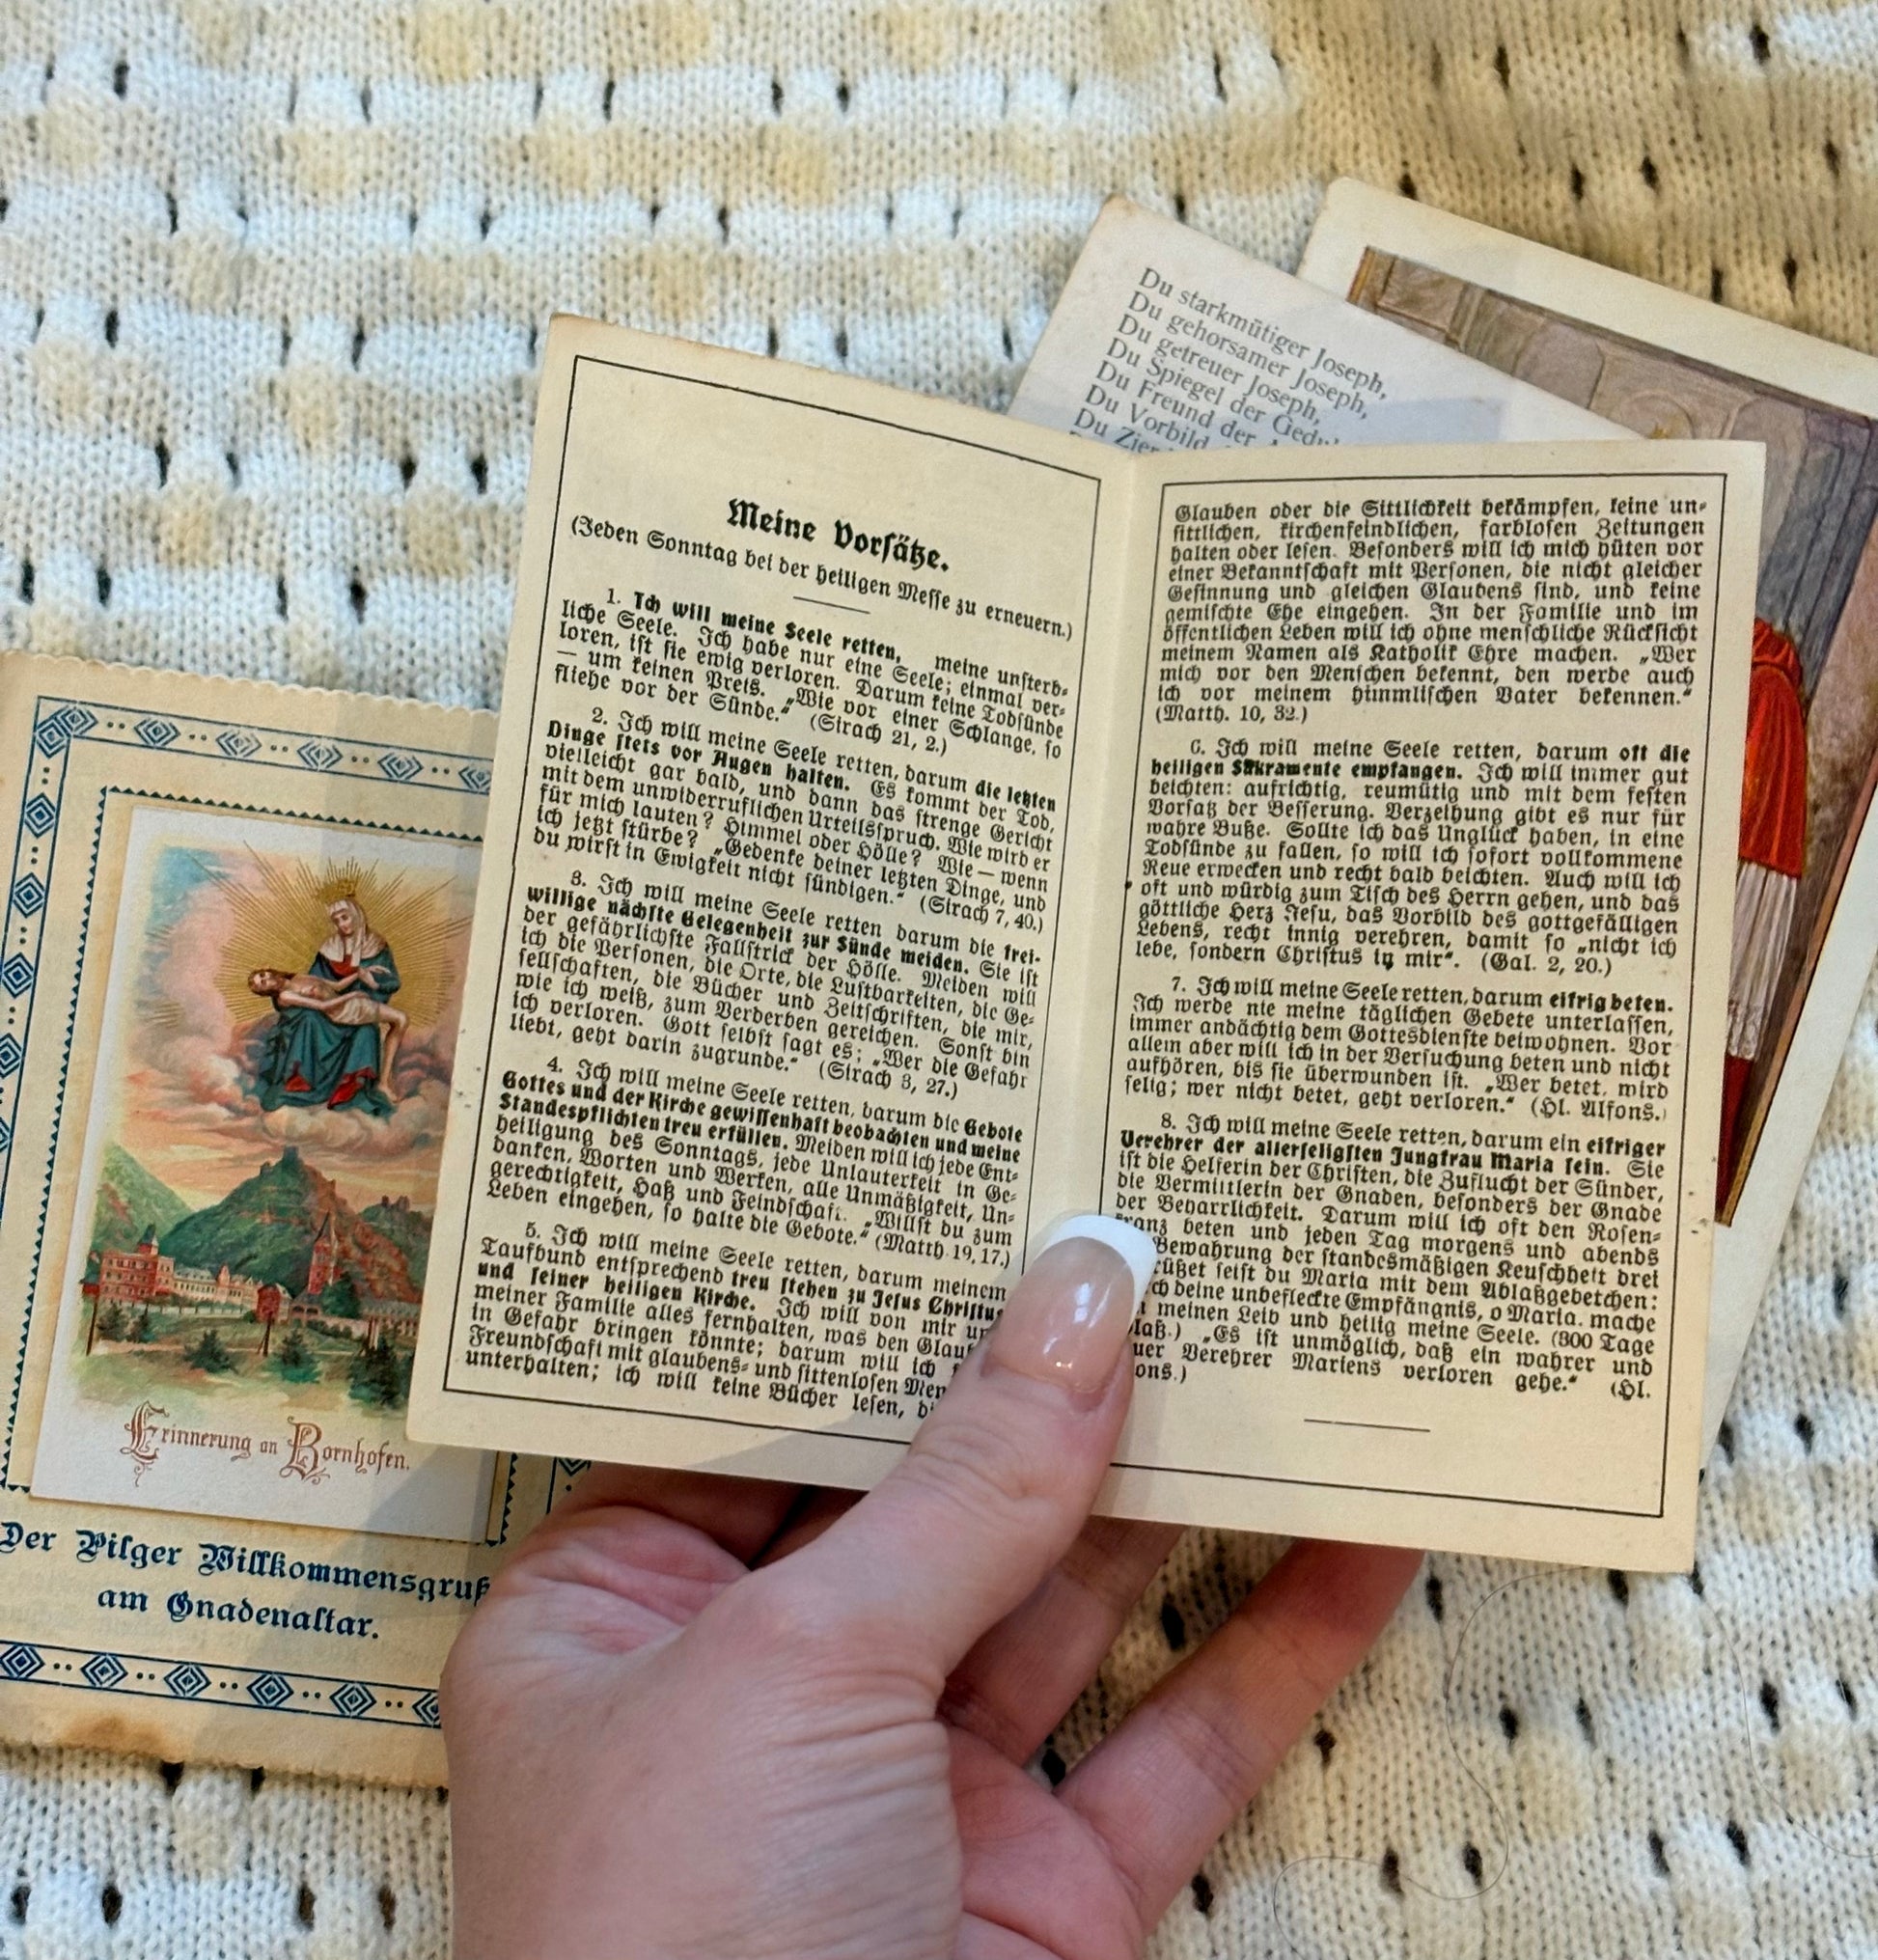 Meine Vorsätze.
(Jeden Sonntag bei der heiligen Messe zu erneuern.)
1. Ich will meine Seele retten, meine unsterb-
liche Seele. Ich habe nur eine Seele; einmal ver-
loren, ist sie ewig verloren. Darum keine Todsünde
— um keinen Preis. „Wie vor einer Schlange, so
fliehe vor der Sünde.“ (Sirach 21, 2.)
2. Ich will meine Seele retten, darum die letzten
Dinge stets vor Augen halten. Es kommt der Tod,
vielleicht gar bald, und dann das strenge Gericht
mit dem unwiderruflichen Urteilsspruch. Wie wird er
für mich lauten? Himmel oder Hölle? Wie — wenn
ich jetzt stürbe? „Gedenke deiner letzten Dinge, und
du wirst in Ewigkeit nicht sündigen.“ (Sirach 7, 40.)
3. Ich will meine Seele retten darum die frei-
willige nächste Gelegenheit zur Sünde meiden. Sie ist
der gefährlichste Fallstrick der Hölle. Meiden will
ich die Personen, die Orte, die Lustbarkeiten, die Ge-
sellschaften, die Bücher und Zeitschriften, die mir,
wie ich weiß, zum Verderben gereichen. Sonst bin
ich verloren. Gott selbst sagt es: „Wer die Gefahr
liebt, geht darin zugrunde.“ (Sirach 3, 27.)
4. Ich will meine Seele retten, darum die Gebote
Gottes und der Kirche gewissenhaft beobachten und meine
Standespflichten treu erfüllen. Meiden will ich jede Ent-
heiligung des Sonntags, jede Unlauterkeit in Ge-
danken, Worten und Werken, alle Unmäßigkeit, Un-
gerechtigkeit, Haß und Feindschaft. „Willst du zum
Leben eingehen, so halte die Gebote.“ (Matth. 19, 17.)
5. Ich will meine Seele retten, darum meinem
Taufbund entsprechend treu stehen zu Jesus Christus
und seiner heiligen Kirche. Ich will von mir
meiner Familie alles fernhalten, was den
in Gefahr bringen könnte; darum will ich
Freundschaft mit glaubens- und sittenlosen
unterhalten; ich will keine Bücher lesen,
Glauben oder die Sittlichkeit bekämpfen, keine un-
sittlichen, kirchenfeindlichen, farblosen Zeitungen
halten oder lesen. Besonders will ich mich hüten vor
einer Bekanntschaft mit Personen, die nicht gleicher
Gesinnung und gleichen Glaubens sind, und keine
gemischte Ehe eingehen. In der Familie und im
öffentlichen Leben will ich ohne menschliche Rücksicht
meinem Namen als Katholik Ehre machen. „Wer
mich vor den Menschen bekennt, den werde auch
ich vor meinem himmlischen Vater bekennen.“
(Matth. 10, 32.)
6. Ich will meine Seele retten, darum oft die
heiligen Sakramente empfangen. Ich will immer gut
beichten: aufrichtig, reumütig und mit dem festen
Vorsatz der Besserung. Verzeihung gibt es nur für
wahre Buße. Sollte ich das Unglück haben, in eine
Todsünde zu fallen, so will ich sofort vollkommene
Reue erwecken und recht bald beichten. Auch will ich
oft und würdig zum Tisch des Herrn gehen, und das
göttliche Herz Jesu, das Vorbild des gottgefälligen
Lebens, recht innig verehren, damit so „nicht ich
lebe, sondern Christus in mir“. (Gal. 2, 20.)
7. Ich will meine Seele retten, darum eifrig beten.
Ich werde nie meine täglichen Gebete unterlassen,
immer andächtig dem Gottesdienste beiwohnen. Vor
allem aber will ich in der Versuchung beten und nicht
aufhören, bis sie überwunden ist. „Wer betet, wird
selig; wer nicht betet, geht verloren.“ (Hl. Alfons.)
8. Ich will meine Seele retten, darum ein eifriger
Verehrer der allerseligsten Jungfrau Maria sein. Sie
ist die Helferin der Christen, die Zuflucht der Sünder,
die Vermittlerin der Gnaden, besonders der Gnade
der Beharrlichkeit. Darum will ich oft den Rosen-
kranz beten und jeden Tag morgens und abends
Bewahrung der standesmäßigen Keuschheit drei
seist du Maria mit dem Ablaßgebetchen:
deine unbefleckte Empfängnis, o Maria. mache
meinen Leib und heilig meine Seele. (300 Tage
„Es ist unmöglich, daß ein wahrer und
Verehrer Mariens verloren gehe.“ (Hl.
Du starkmütiger Joseph,
Du gehorsamer Joseph,
Du getreuer Joseph,
Du Spiegel der
Du Freund der
Du Vorbild
Du
Erinnerung an Bornhofen.
Der Pilger Willkommensgruß
am Gnadenaltar.